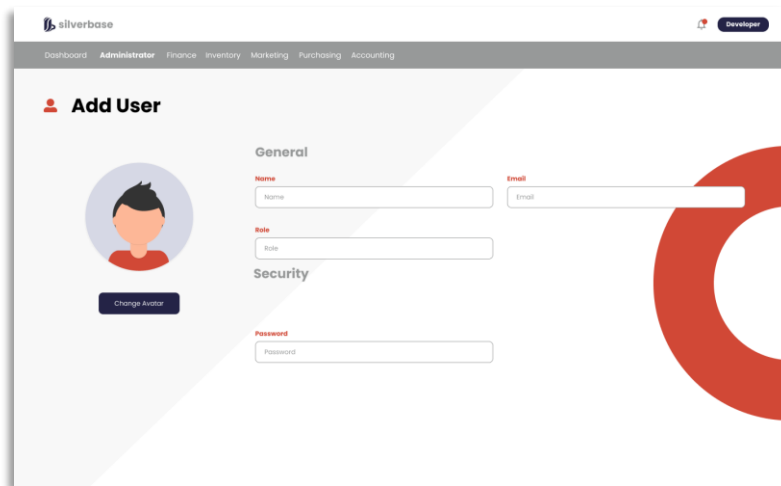 silverbase
Developer
Dashboard Administrator Finance Inventory Marketing Purchasing Accounting
Add User
General
Name Email
Name Email
Role
Role
Security
Change Avatar
Password
Password